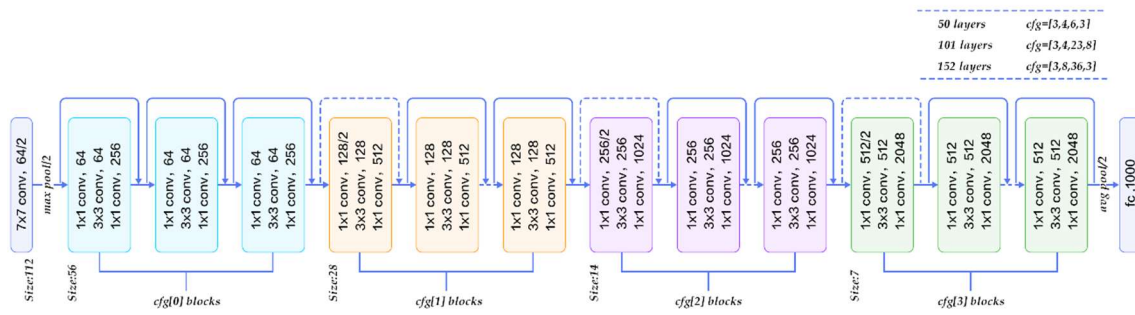 50 layers cfg=[3,4,6,3]
101 layers cfg=[3,4,23,8]
152 layers cfg=[3,8,36,3]
7x7 conv, 64/2
max pool/2
1x1 conv, 64
3x3 conv, 64
1x1 conv, 256
1x1 conv, 64
3x3 conv, 64
1x1 conv, 256
1x1 conv, 64
3x3 conv, 64
1x1 conv, 256
1x1 conv, 128/2
3x3 conv, 128
1x1 conv, 512
1x1 conv, 128
3x3 conv, 128
1x1 conv, 512
1x1 conv, 128
3x3 conv, 128
1x1 conv, 512
1x1 conv, 256/2
3x3 conv, 256
1x1 conv, 1024
1x1 conv, 256
3x3 conv, 256
1x1 conv, 1024
1x1 conv, 256
3x3 conv, 256
1x1 conv, 1024
1x1 conv, 512/2
3x3 conv, 512
1x1 conv, 2048
1x1 conv, 512
3x3 conv, 512
1x1 conv, 2048
1x1 conv, 512
3x3 conv, 512
1x1 conv, 2048
avg pool/2
fc ,1000
Size:112
Size:56
cfg[0] blocks
Size:28
cfg[1] blocks
Size:14
cfg[2] blocks
Size:7
cfg[3] blocks